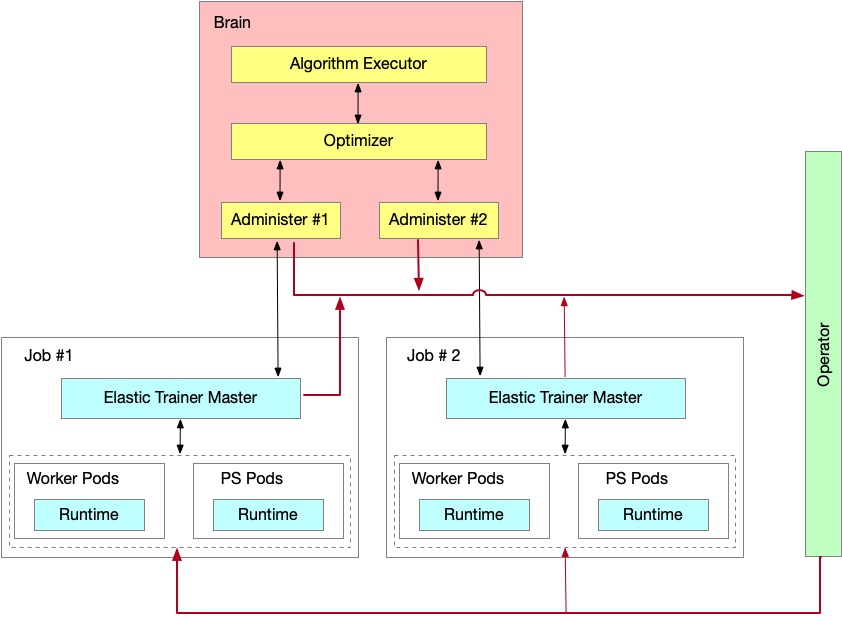 Brain
Algorithm Executor
Optimizer
Administer #1
Administer #2
Operator
Job #1
Elastic Trainer Master
Worker Pods
Runtime
PS Pods
Runtime
Job # 2
Elastic Trainer Master
Worker Pods
Runtime
PS Pods
Runtime